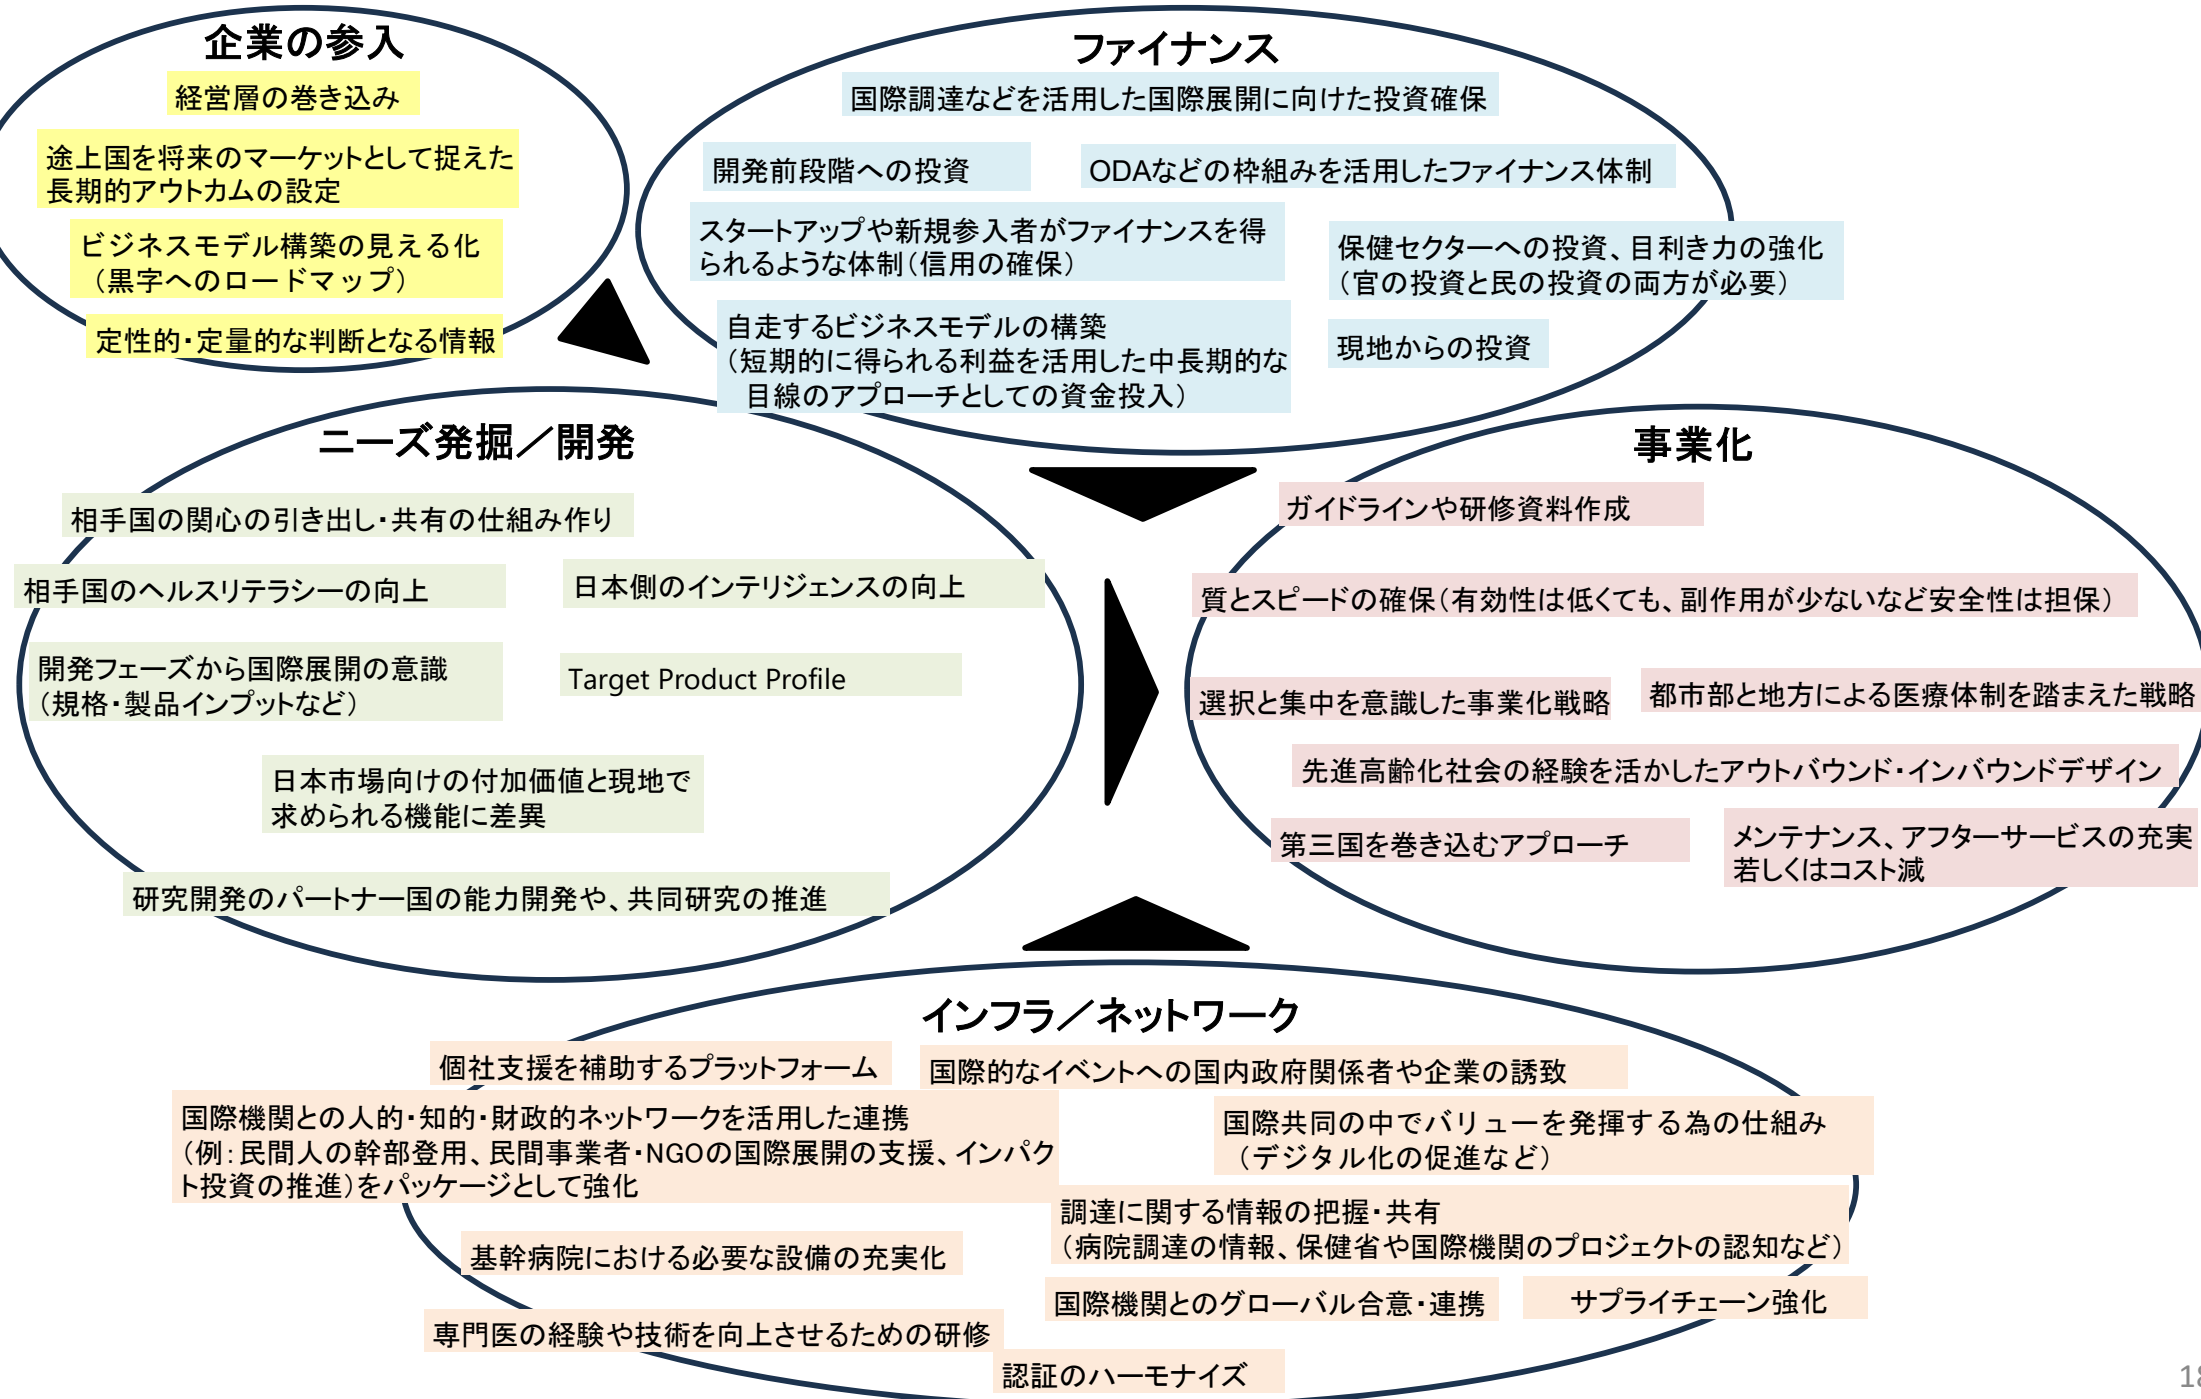 企業の参入
経営層の巻き込み
途上国を将来のマーケットとして捉えた
長期的アウトカムの設定
ビジネスモデル構築の見える化
（黒字へのロードマップ）
定性的・定量的な判断となる情報
ファイナンス
国際調達などを活用した国際展開に向けた投資確保
開発前段階への投資
ODAなどの枠組みを活用したファイナンス体制
スタートアップや新規参入者がファイナンスを得
られるような体制（信用の確保）
保健セクターへの投資、目利き力の強化
（官の投資と民の投資の両方が必要）
自走するビジネスモデルの構築
（短期的に得られる利益を活用した中長期的な
目線のアプローチとしての資金投入）
現地からの投資
ニーズ発掘／開発
相手国の関心の引き出し・共有の仕組み作り
相手国のヘルスリテラシーの向上
日本側のインテリジェンスの向上
開発フェーズから国際展開の意識
（規格・製品インプットなど）
Target Product Profile
日本市場向けの付加価値と現地で
求められる機能に差異
研究開発のパートナー国の能力開発や、共同研究の推進
事業化
ガイドラインや研修資料作成
質とスピードの確保（有効性は低くても、副作用が少ないなど安全性は担保）
選択と集中を意識した事業化戦略
都市部と地方による医療体制を踏まえた戦略
先進高齢化社会の経験を活かしたアウトバウンド・インバウンドデザイン
第三国を巻き込むアプローチ
メンテナンス、アフターサービスの充実
若しくはコスト減
インフラ／ネットワーク
個社支援を補助するプラットフォーム
国際的なイベントへの国内政府関係者や企業の誘致
国際機関との人的・知的・財政的ネットワークを活用した連携
（例：民間人の幹部登用、民間事業者・NGOの国際展開の支援、インパク
ト投資の推進）をパッケージとして強化
国際共同の中でバリューを発揮する為の仕組み
（デジタル化の促進など）
調達に関する情報の把握・共有
（病院調達の情報、保健省や国際機関のプロジェクトの認知など）
基幹病院における必要な設備の充実化
国際機関とのグローバル合意・連携
サプライチェーン強化
専門医の経験や技術を向上させるための研修
認証のハーモナイズ
18